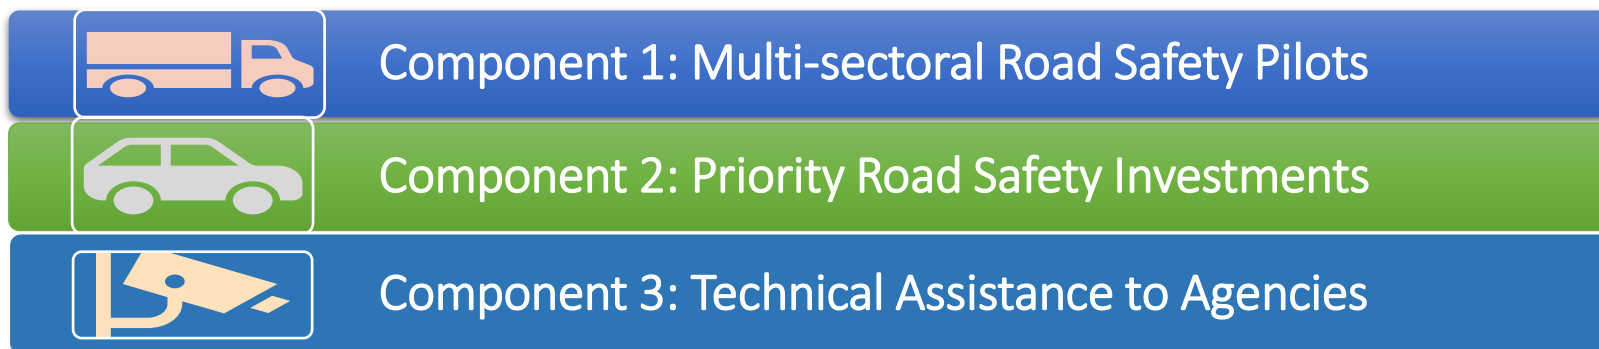 Component 1: Multi-sectoral Road Safety Pilots
Component 2: Priority Road Safety Investments
Component 3: Technical Assistance to Agencies